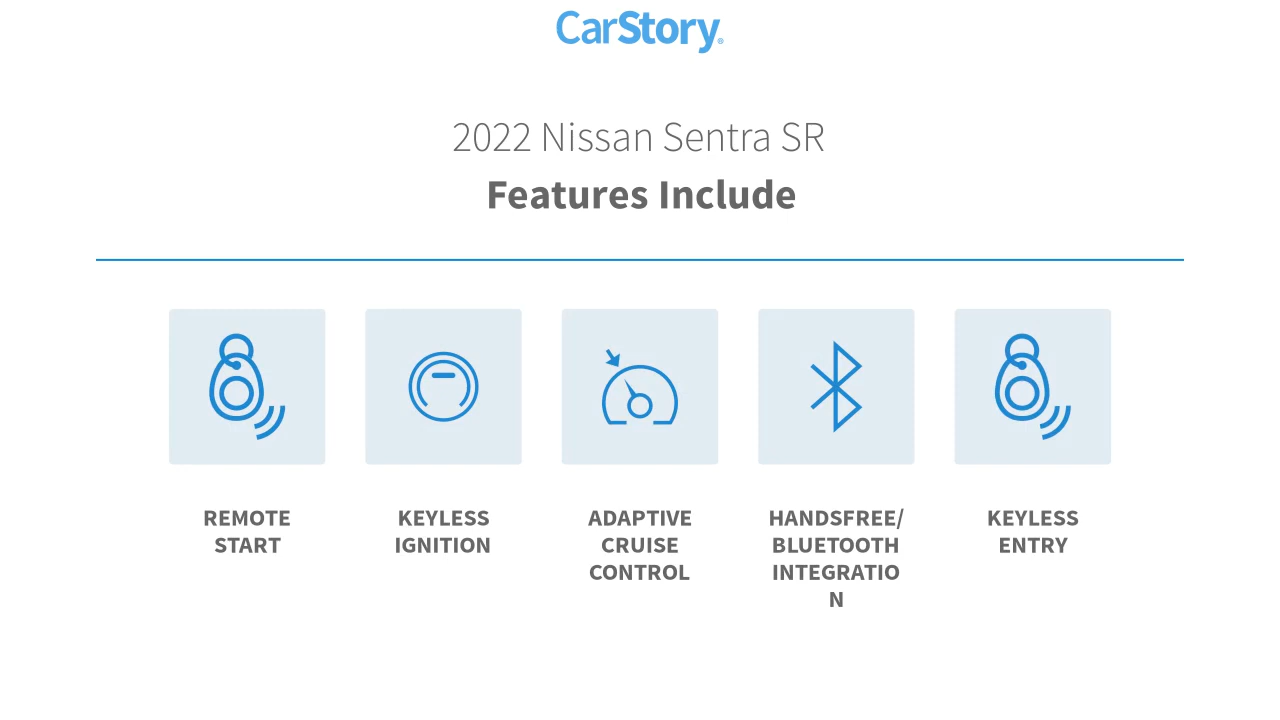 CarStory®
2022 Nissan Sentra SR
Features Include
REMOTE
START
KEYLESS
IGNITION
ADAPTIVE
CRUISE
CONTROL
HANDSFREE/
BLUETOOTH
INTEGRATIO
N
KEYLESS
ENTRY